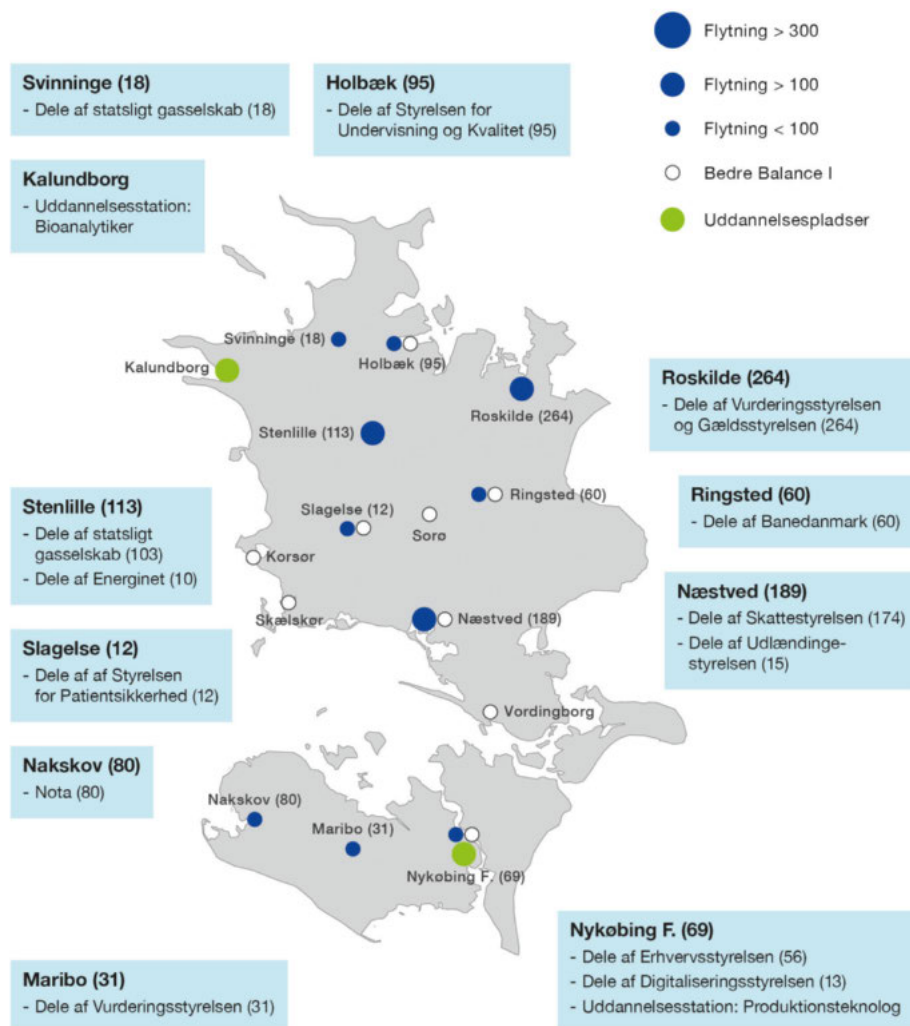 Flytning > 300
Flytning > 100
Flytning < 100
Bedre Balance I
Uddannelsespladser
Svinninge (18)
- Dele af statsligt gasselskab (18)
Holbæk (95)
- Dele af Styrelsen for
Undervisning og Kvalitet (95)
Kalundborg
- Uddannelsesstation:
Bioanalytiker
Svinninge (18)
Holbæk (95)
Kalundborg
Roskilde (264)
Stenlille (113)
Ringsted (60)
Slagelse (12)
Sorø
Korsør
Skælskør
Næstved (189)
Vordingborg
Nakskov (80)
Maribo (31)
Nykøbing F. (69)
Roskilde (264)
- Dele af Vurderingsstyrelsen
og Gældsstyrelsen (264)
Ringsted (60)
- Dele af Banedanmark (60)
Stenlille (113)
- Dele af statsligt
gasselskab (103)
- Dele af Energinet (10)
Næstved (189)
- Dele af Skattestyrelsen (174)
- Dele af Udlændinge-
styrelsen (15)
Slagelse (12)
- Dele af af Styrelsen
for Patientsikkerhed (12)
Nakskov (80)
- Nota (80)
Maribo (31)
- Dele af Vurderingsstyrelsen (31)
Nykøbing F. (69)
- Dele af Erhvervsstyrelsen (56)
- Dele af Digitaliseringsstyrelsen (13)
- Uddannelsesstation: Produktionsteknolog